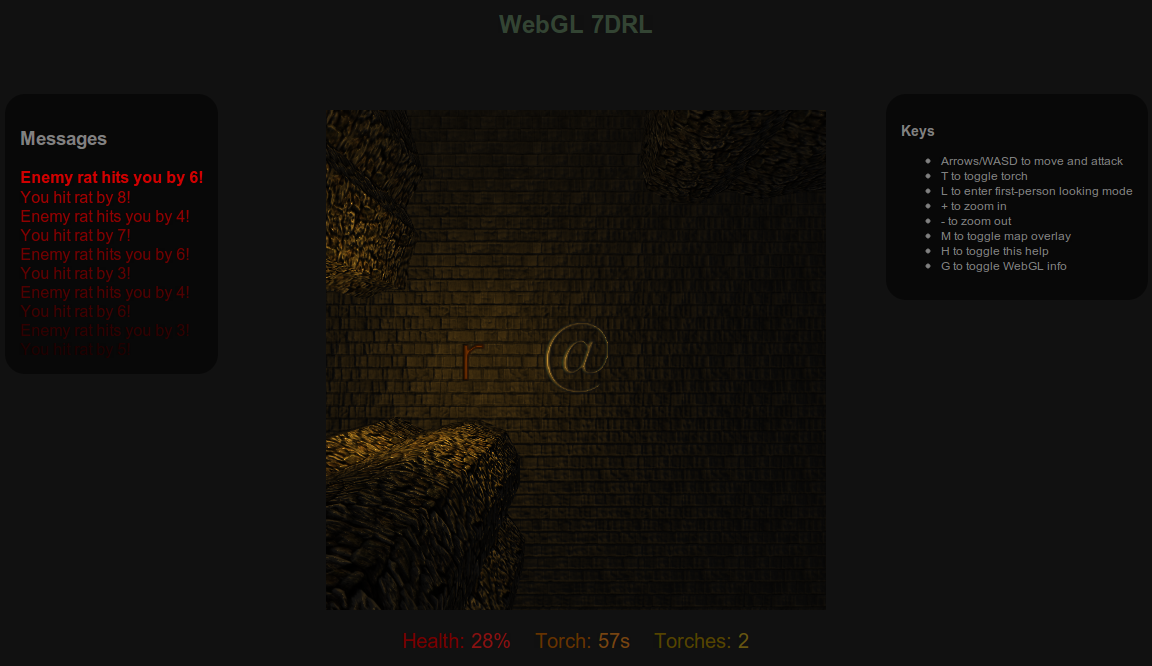 WebGL 7DRL
Messages
Enemy rat hits you by 6!
You hit rat by 8!
Enemy rat hits you by 4!
You hit rat by 7!
Enemy rat hits you by 6!
You hit rat by 3!
Enemy rat hits you by 4!
You hit rat by 6!
Enemy rat hits you by 3!
r @
Keys
Arrows/WASD to move and attack
T to toggle torch
L to enter first-person looking mode
+ to zoom in
- to zoom out
M to toggle map overlay
H to toggle this help
G to toggle WebGL info
Health: 28% Torch: 57s Torches: 2